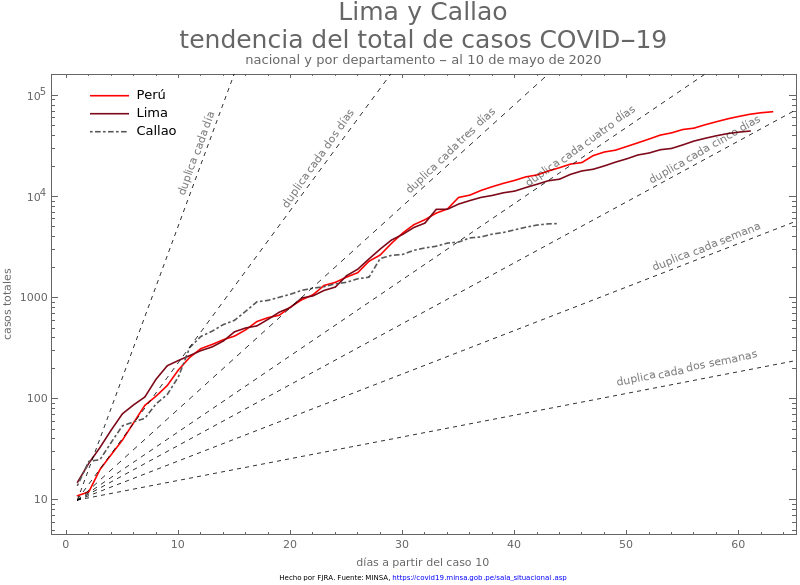 Lima y Callao
tendencia del total de casos COVID−19
nacional y por departamento − al 10 de mayo de 2020
Perú
Lima
Callao
duplica cada día
duplica cada dos días
duplica cada tres días
duplica cada cuatro días
duplica cada cinco días
duplica cada semana
duplica cada dos semanas
casos totales
10^5
10^4
1000
100
10
0 10 20 30 40 50 60
días a partir del caso 10
Hecho por FJRA. Fuente: MINSA, https://covid19.minsa.gob.pe/sala_situacional.asp